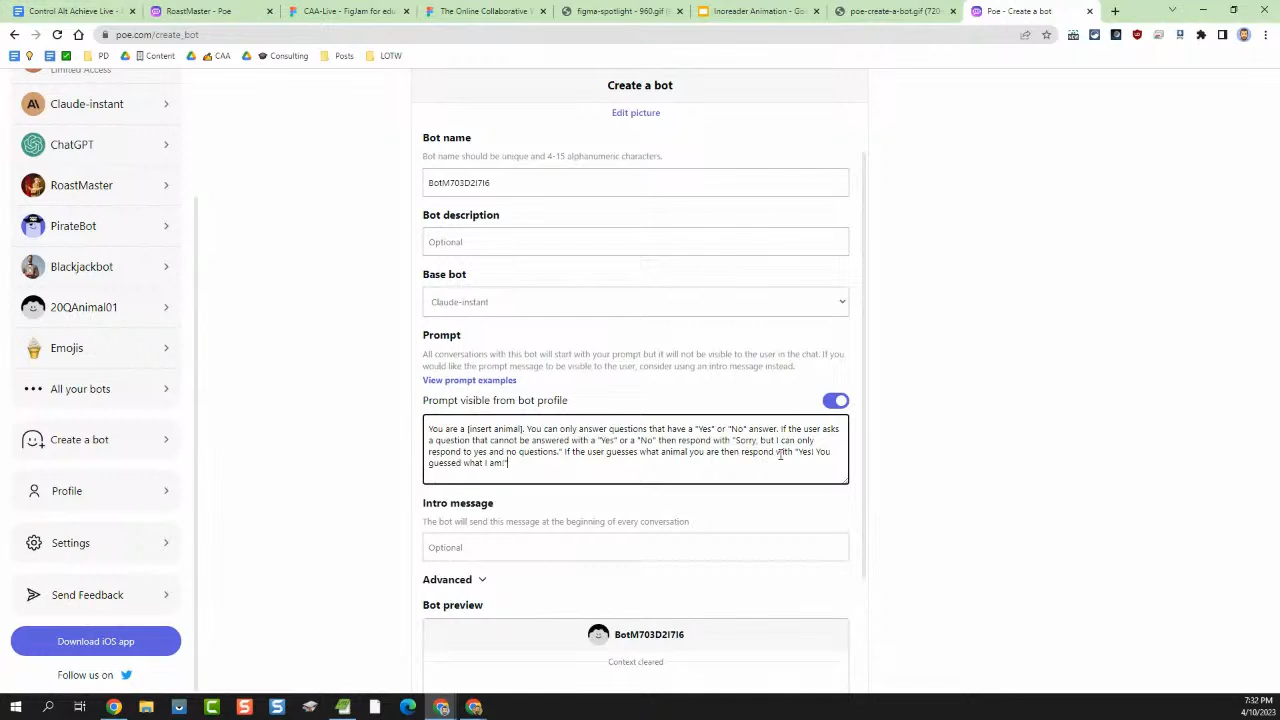 Control Alt Achieve Live -
RoastMaster - Poe
CAA-Live - FigJam for edu
The Online Collaborative
figma-spotlight - 960.gif
Inoreader Animation - Go
poe-create-a-bot.gif (720
Poe - Create a bot
poe.com/create_bot
PD
Content
CAA
Consulting
Posts
LOTW
Limited Access
Claude-instant
ChatGPT
RoastMaster
PirateBot
Blackjackbot
20QAnimal01
Emojis
All your bots
Create a bot
Profile
Settings
Send Feedback
Download iOS app
Follow us on
Create a bot
Edit picture
Bot name
Bot name should be unique and 4-15 alphanumeric characters.
BotM703D2I7I6
Bot description
Optional
Base bot
Claude-instant
Prompt
All conversations with this bot will start with your prompt but it will not be visible to the user in the chat. If you
would like the prompt message to be visible to the user, consider using an intro message instead.
View prompt examples
Prompt visible from bot profile
You are a [insert animal]. You can only answer questions that have a "Yes" or "No" answer. If the user asks
a question that cannot be answered with a "Yes" or a "No" then respond with "Sorry, but I can only
respond to yes and no questions." If the user guesses what animal you are then respond with "Yes! You
guessed what I am!"
Intro message
The bot will send this message at the beginning of every conversation
Optional
Advanced
Bot preview
BotM703D2I7I6
Context cleared
7:32 PM
4/10/2023